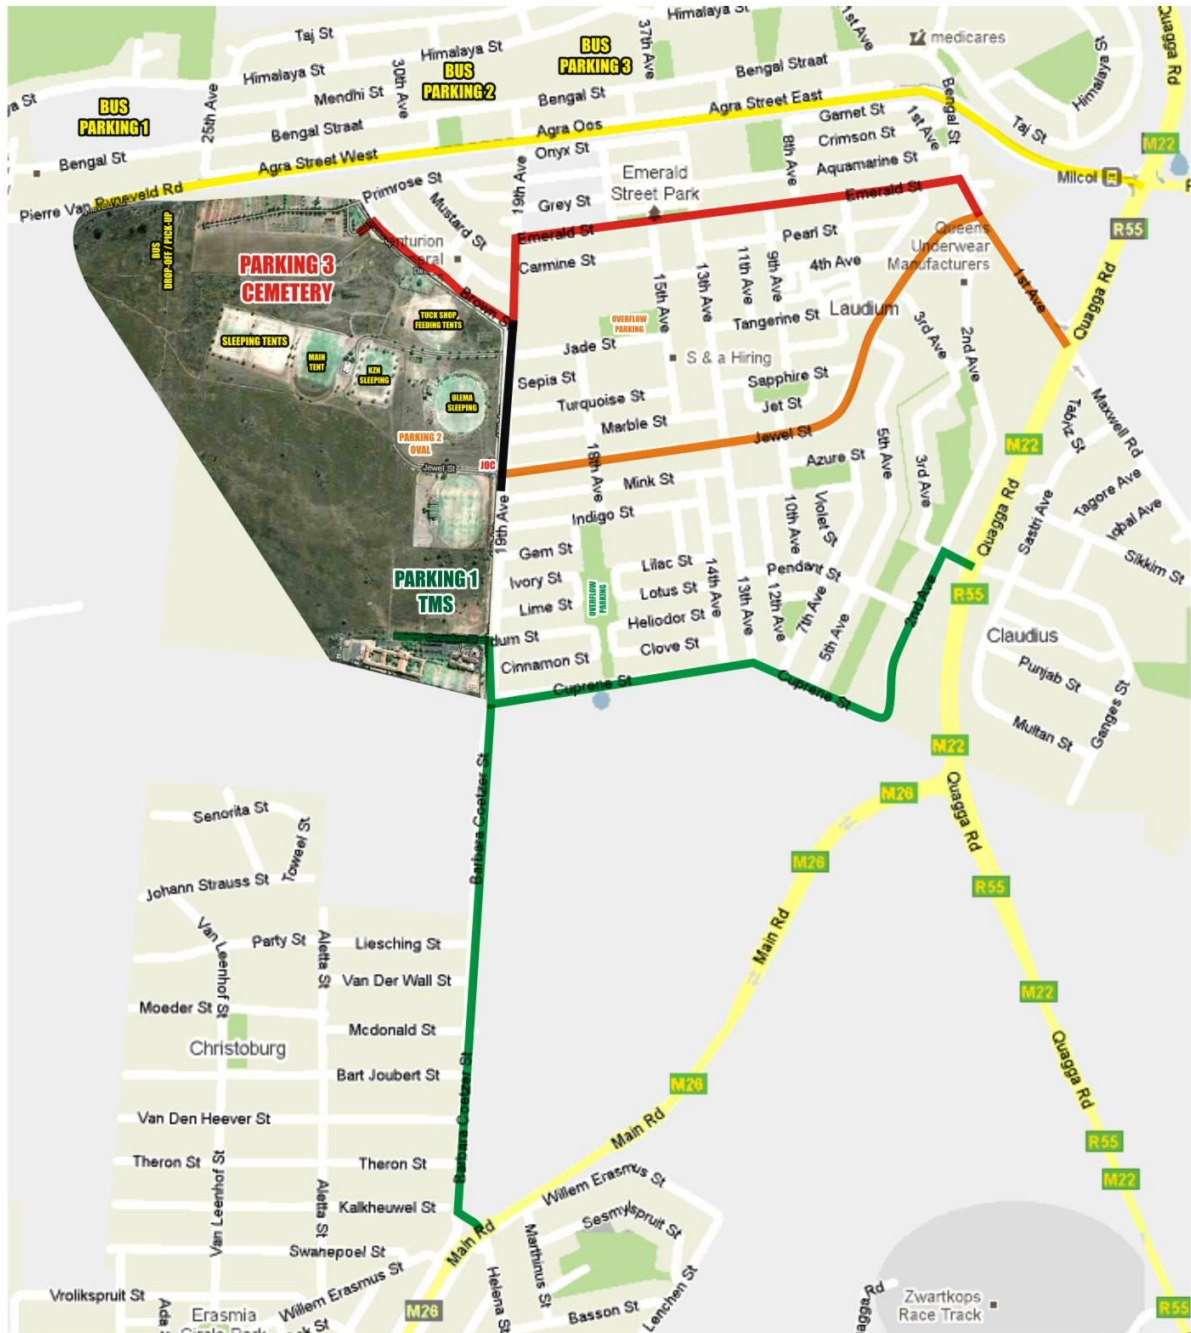 Himalaya St
37th Ave
1st Ave
Quagga Rd
Taj St
Himalaya St
BUS
PARKING 3
medicares
Himalaya St
Himalaya St
30th Ave
BUS
PARKING 2
Bengal Straat
Bengal St
BUS
PARKING 1
25th Ave
Mendhi St
Bengal St
Agra Street East
Garnet St
1st Ave
Taj St
Bengal Straat
Agra Oos
Crimson St
M22
Bengal St
Agra Street West
Onyx St
8th Ave
Aquamarine St
Milcol
Pierre Van Ryneveld Rd
Primrose St
19th Ave
Emerald
Street Park
Emerald St
Mustard St
Grey St
R55
BUS
DROP-OFF / PICK-UP
Emerald St
Pearl St
Queens
Underwear
Manufacturers
PARKING 3
CEMETERY
Carmine St
15th Ave
13th Ave
11th Ave
9th Ave
4th Ave
1st Ave
Quagga Rd
Brown St
TUCK SHOP
FEEDING TENTS
OVERFLOW
PARKING
Tangerine St
Laudium
3rd Ave
2nd Ave
SLEEPING TENTS
MAIN
TENT
KZN
SLEEPING
Jade St
S & a Hiring
Sepia St
Sapphire St
ULEMA
SLEEPING
Turquoise St
Jet St
Tabriz St
Maxwell Rd
Marble St
Jewel St
PARKING 2
OVAL
5th Ave
M22
JOC
Jewel St
18th Ave
Azure St
3rd Ave
Mink St
Tagore Ave
19th Ave
Indigo St
10th Ave
Violet St
Quagga Rd
Sastri Ave
Iqbal Ave
Gem St
Sikkim St
Lilac St
14th Ave
Pendant St
PARKING 1
TMS
Ivory St
OVERFLOW
PARKING
Lotus St
13th Ave
12th Ave
7th Ave
2nd Ave
R55
Lime St
Heliodor St
5th Ave
Claudius
Clove St
Cinnamon St
Punjab St
Cuprene St
Cuprene St
Ganges St
Multan St
M22
Barbara Coetzer St
M26
Quagga Rd
Senorita St
Toweel St
M26
Johann Strauss St
R55
Van Leenhof St
Party St
Aletta St
Liesching St
Main Rd
Van Der Wall St
M22
Moeder St
Mcdonald St
Christoburg
Quagga Rd
Bart Joubert St
M26
Barbara Coetzer St
Van Den Heever St
Main Rd
R55
Theron St
Theron St
M22
Willem Erasmus St
Van Leenhof St
Aletta St
Kalkheuwel St
Sesmylspruit St
Main Rd
Swanepoel St
Marthinus St
Willem Erasmus St
Helena St
Lenchen St
Vrolikspruit St
M26
Basson St
Zwartkops
Race Track
R55
Erasmia